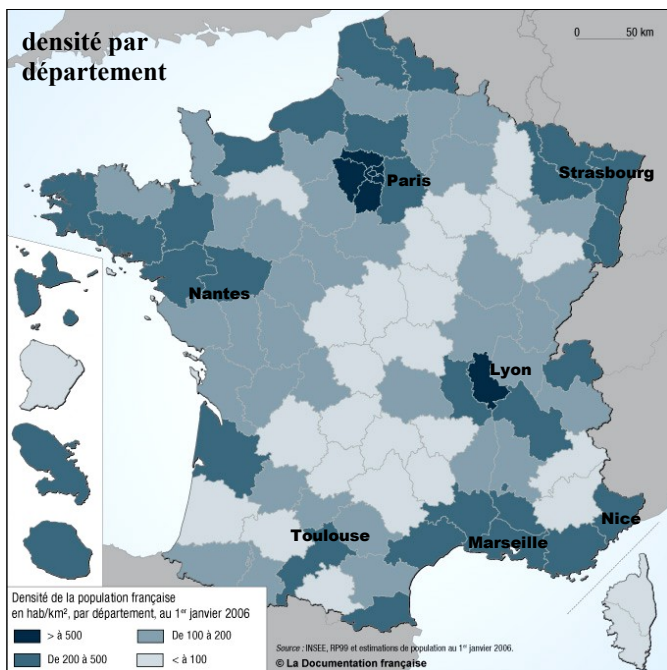 densité par
département
0 50 km
Paris
Strasbourg
Nantes
Lyon
Toulouse
Marseille
Nice
Densité de la population française
en hab/km², par département, au 1er janvier 2006
> à 500
De 100 à 200
De 200 à 500
< à 100
Source : INSEE, RP99 et estimations de population au 1er janvier 2006.
© La Documentation française